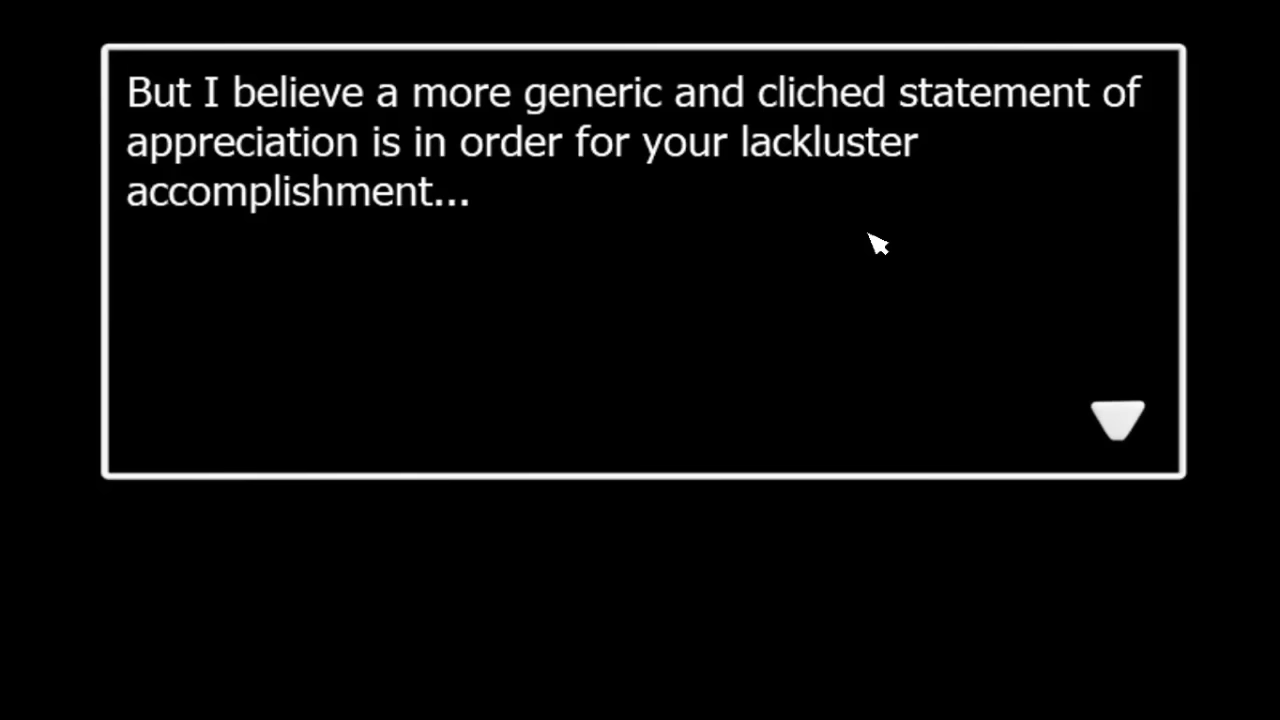 But I believe a more generic and cliched statement of
appreciation is in order for your lackluster
accomplishment...